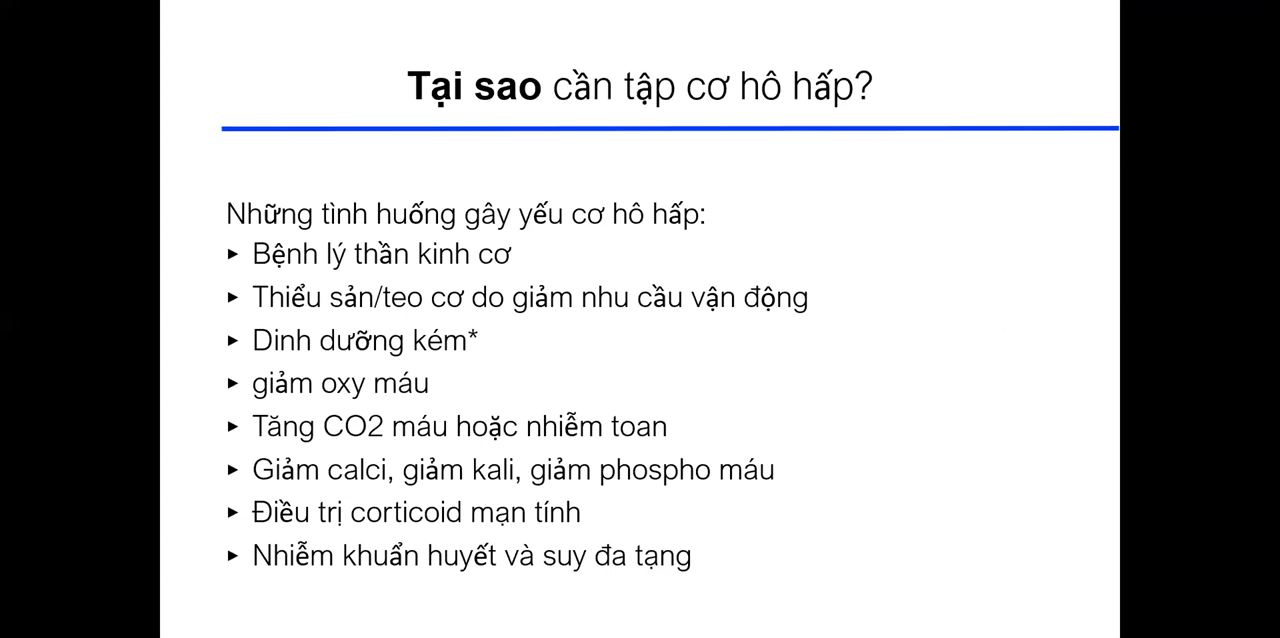 Tại sao cần tập cơ hô hấp?
Những tình huống gây yếu cơ hô hấp:
▸ Bệnh lý thần kinh cơ
▸ Thiểu sản/teo cơ do giảm nhu cầu vận động
▸ Dinh dưỡng kém*
▸ giảm oxy máu
▸ Tăng CO2 máu hoặc nhiễm toan
▸ Giảm calci, giảm kali, giảm phospho máu
▸ Điều trị corticoid mạn tính
▸ Nhiễm khuẩn huyết và suy đa tạng